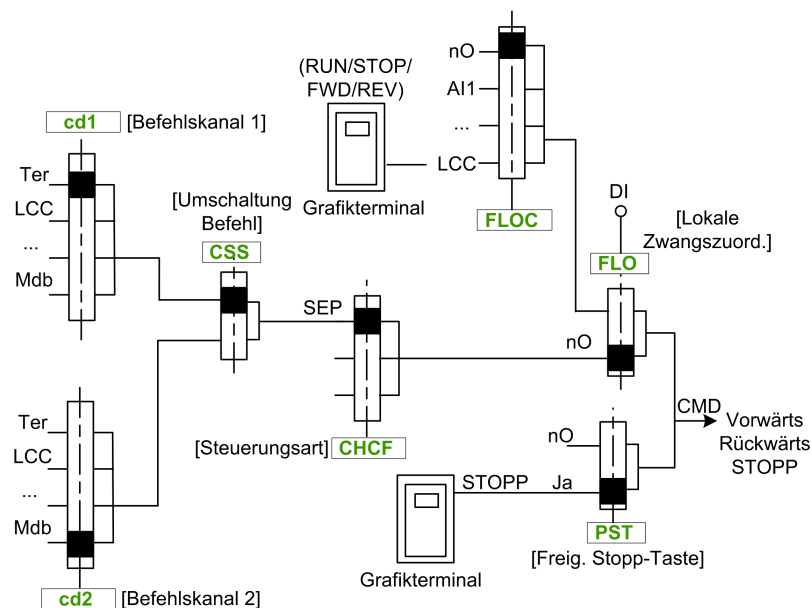 (RUN/STOP/
FWD/REV)
nO
AI1
...
LCC
Grafikterminal
FLOC
cd1 [Befehlskanal 1]
Ter
LCC
...
Mdb
[Umschaltung
Befehl]
CSS
DI
[Lokale
Zwangszuord.]
FLO
SEP
nO
[Steuerungsart] CHCF
CMD
Vorwärts
Rückwärts
STOPP
Ter
LCC
...
Mdb
cd2 [Befehlskanal 2]
nO
STOPP Ja
PST
[Freig. Stopp-Taste]
Grafikterminal